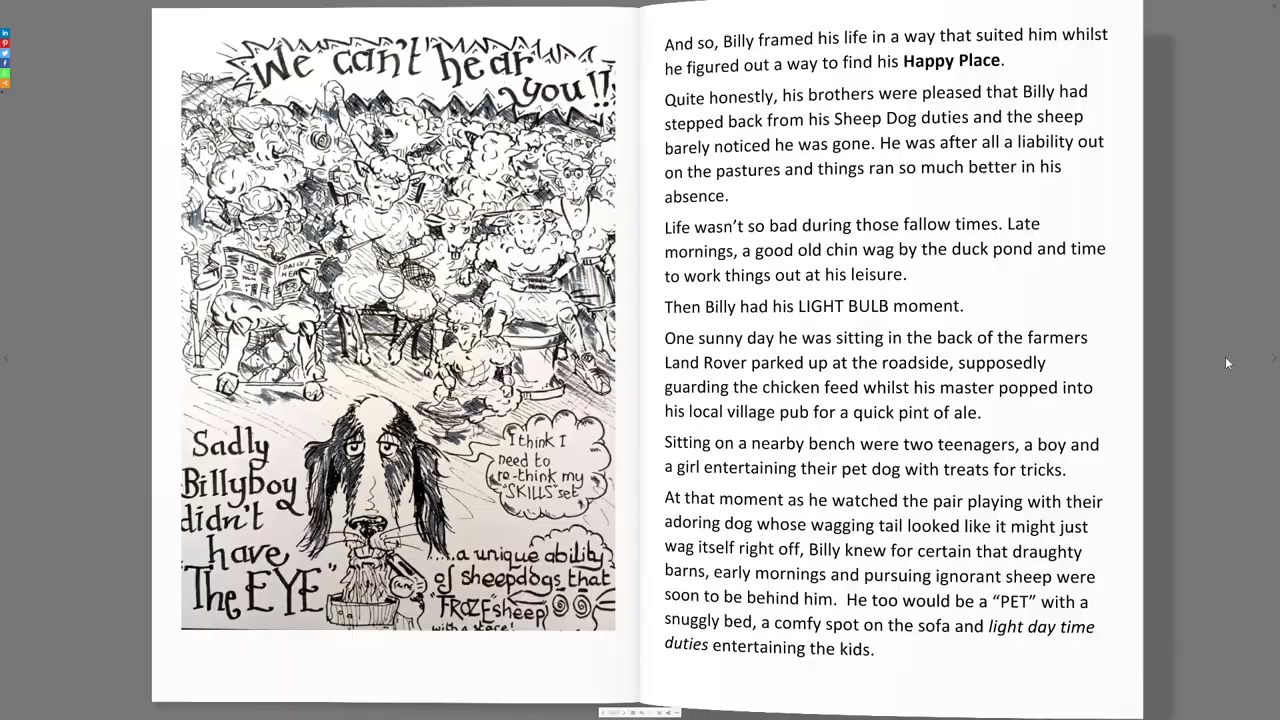 We can't hear
you!!
DAILY
Sadly
Billyboy
didn't
have
"The EYE"
I think I
need to
re-think my
"SKILLS" set
....a unique ability
of sheepdogs that
"FROZE" sheep
with a stare!
And so, Billy framed his life in a way that suited him whilst
he figured out a way to find his Happy Place.
Quite honestly, his brothers were pleased that Billy had
stepped back from his Sheep Dog duties and the sheep
barely noticed he was gone. He was after all a liability out
on the pastures and things ran so much better in his
absence.
Life wasn’t so bad during those fallow times. Late
mornings, a good old chin wag by the duck pond and time
to work things out at his leisure.
Then Billy had his LIGHT BULB moment.
One sunny day he was sitting in the back of the farmers
Land Rover parked up at the roadside, supposedly
guarding the chicken feed whilst his master popped into
his local village pub for a quick pint of ale.
Sitting on a nearby bench were two teenagers, a boy and
a girl entertaining their pet dog with treats for tricks.
At that moment as he watched the pair playing with their
adoring dog whose wagging tail looked like it might just
wag itself right off, Billy knew for certain that draughty
barns, early mornings and pursuing ignorant sheep were
soon to be behind him. He too would be a “PET” with a
snuggly bed, a comfy spot on the sofa and light day time
duties entertaining the kids.